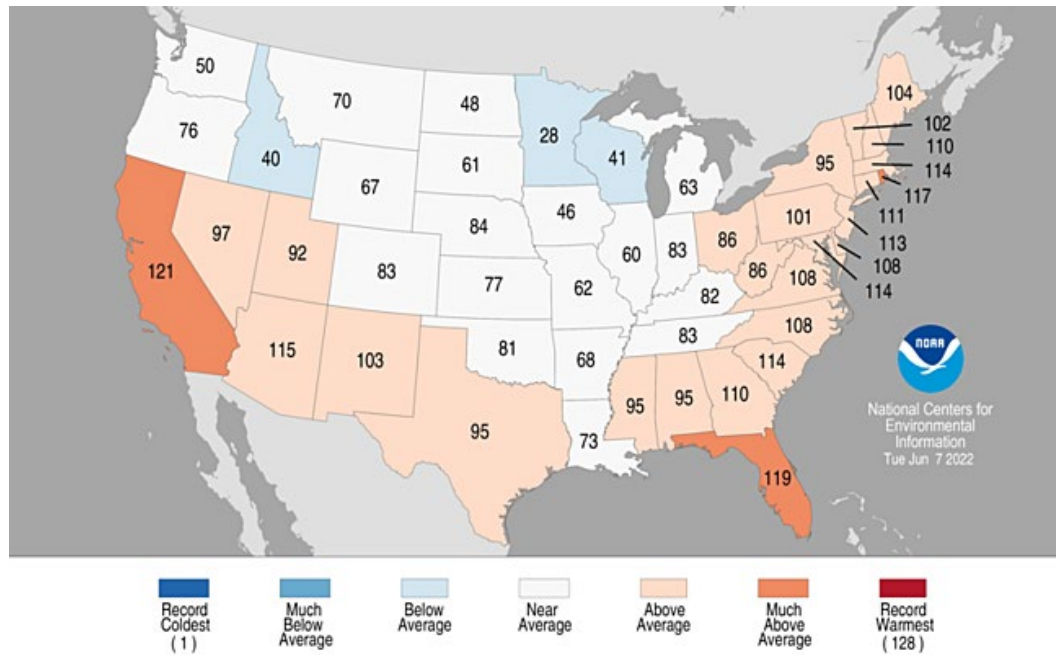 50
70
48
28
104
102
76
40
41
110
61
95
114
67
63
117
46
101
111
84
86
113
97
92
60
83
86
108
108
121
83
77
62
114
82
108
83
115
103
81
68
114
NOAA
95
95
110
National Centers for
Environmental
Information
Tue Jun 7 2022
95
73
119
Record
Coldest
( 1 )
Much
Below
Average
Below
Average
Near
Average
Above
Average
Much
Above
Average
Record
Warmest
( 128 )